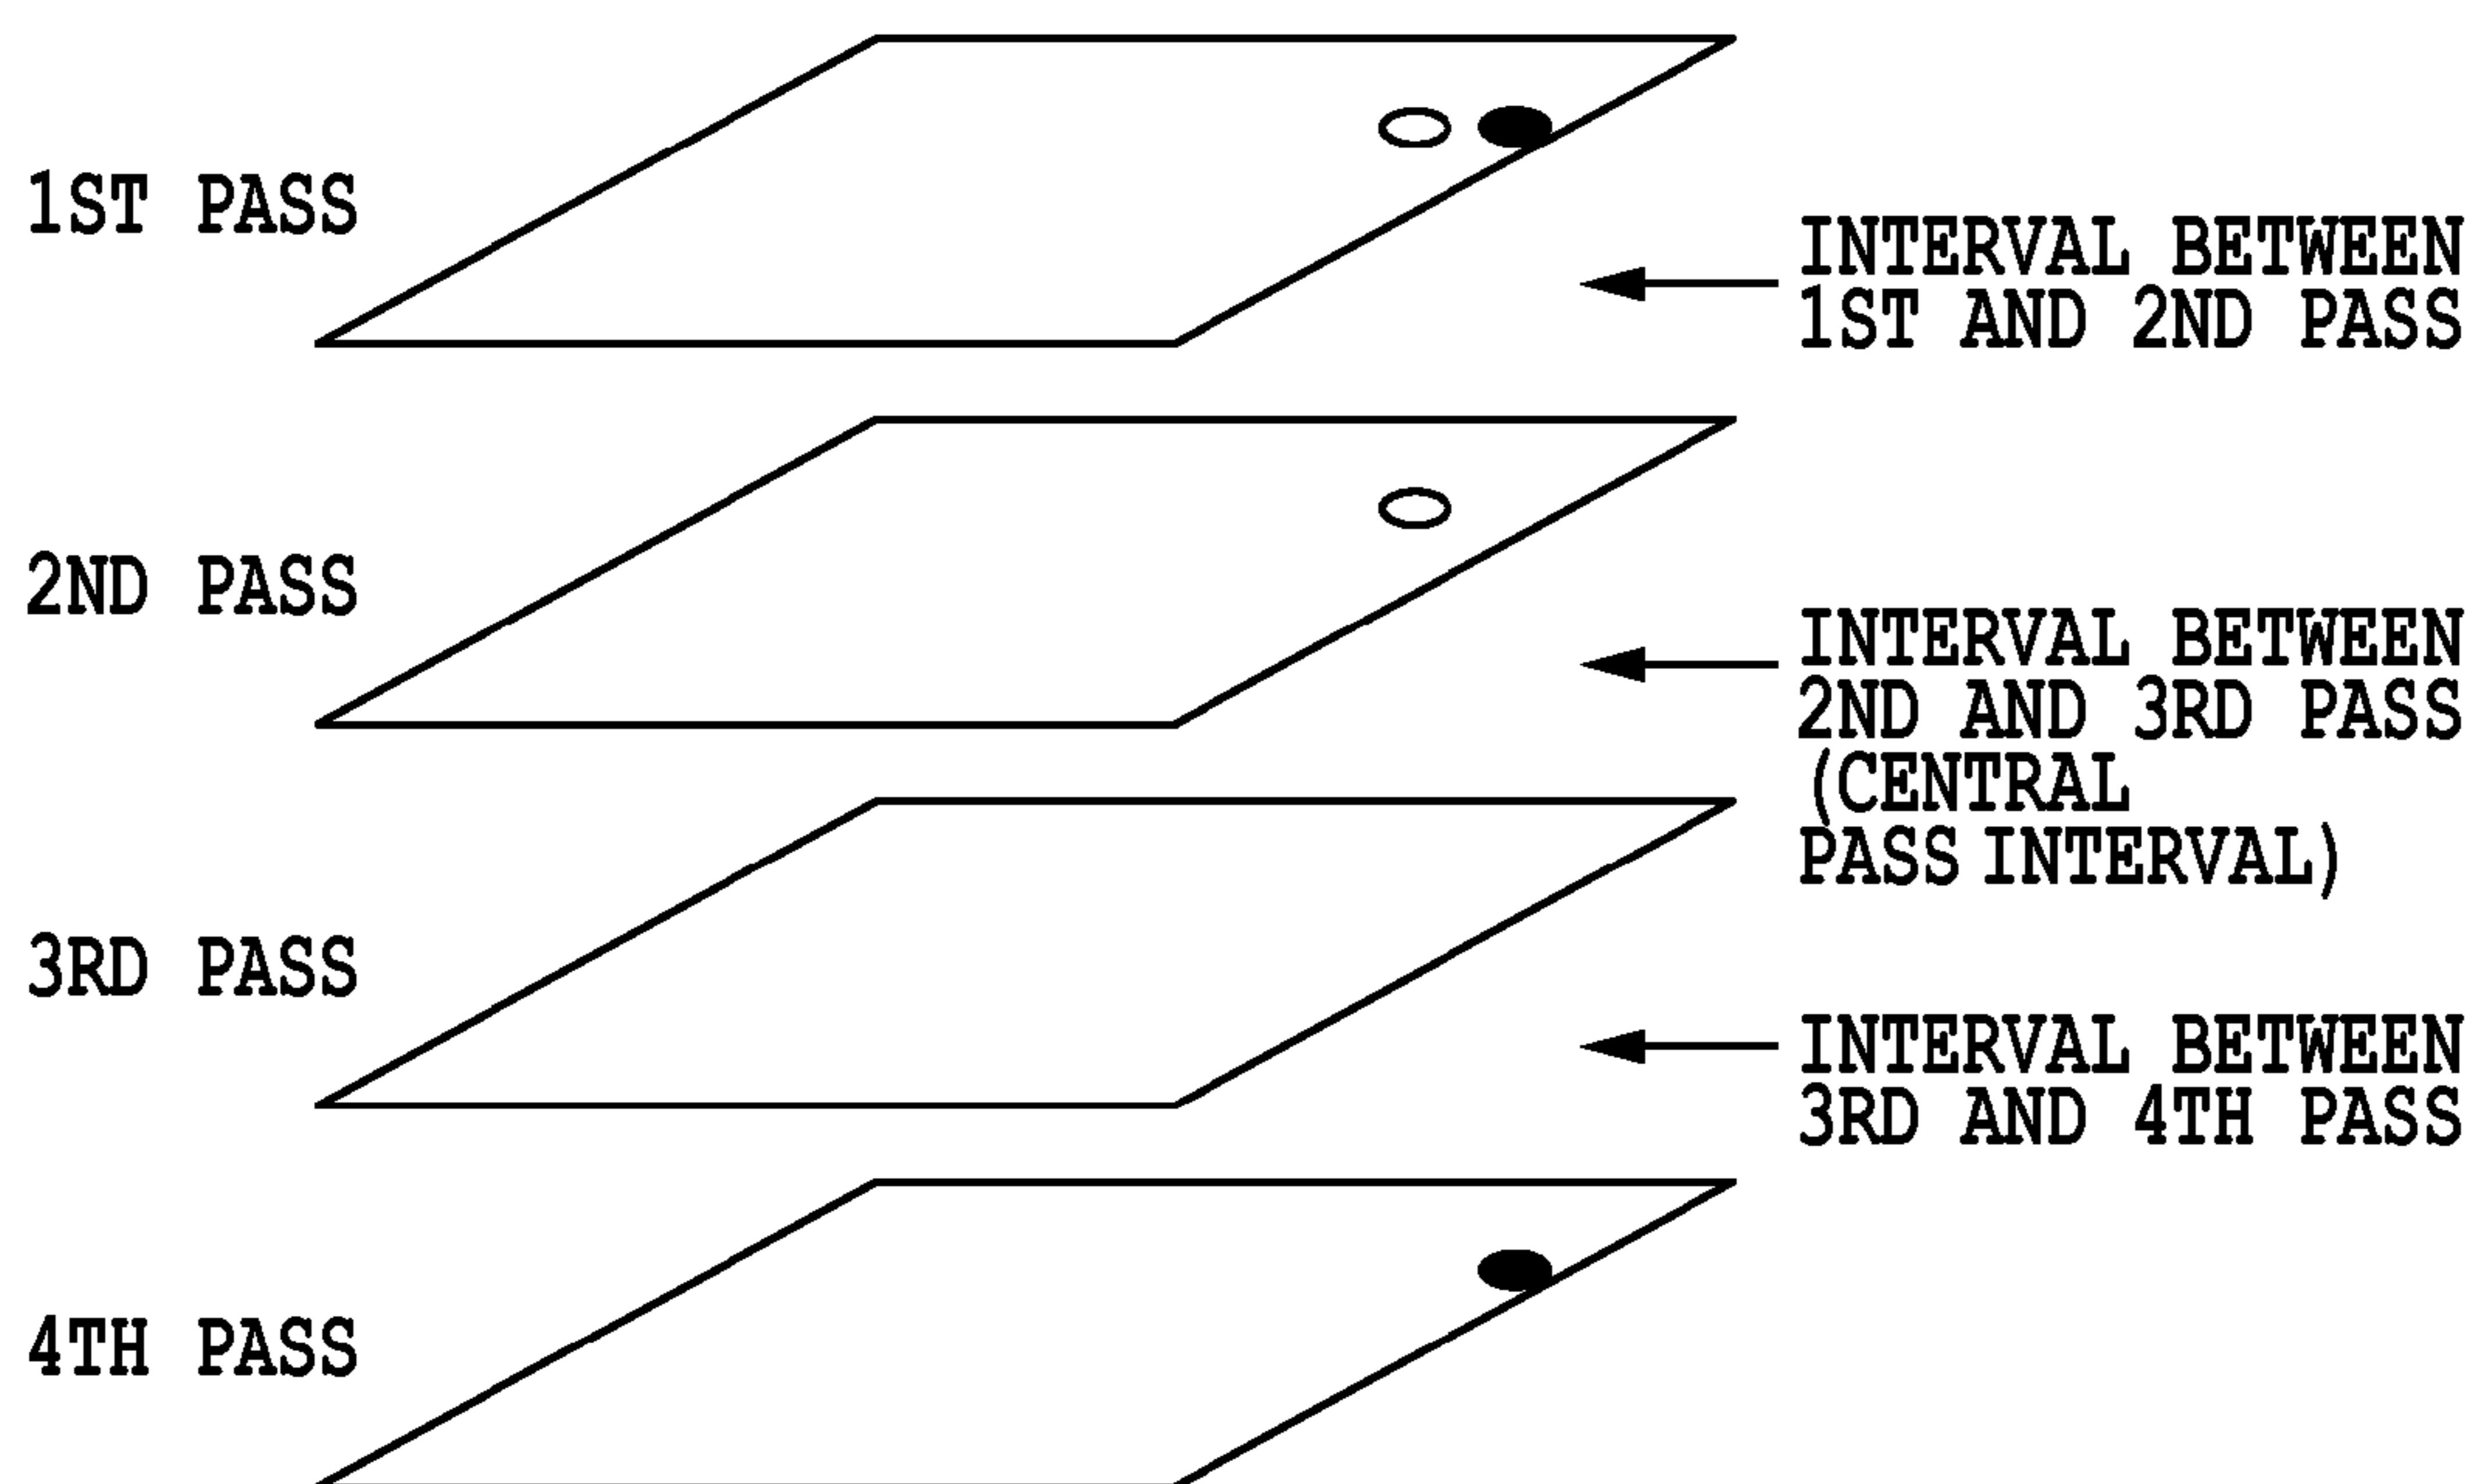 1ST PASS
INTERVAL BETWEEN
1ST AND 2ND PASS
2ND PASS
INTERVAL BETWEEN
2ND AND 3RD PASS
(CENTRAL
PASS INTERVAL)
3RD PASS
INTERVAL BETWEEN
3RD AND 4TH PASS
4TH PASS